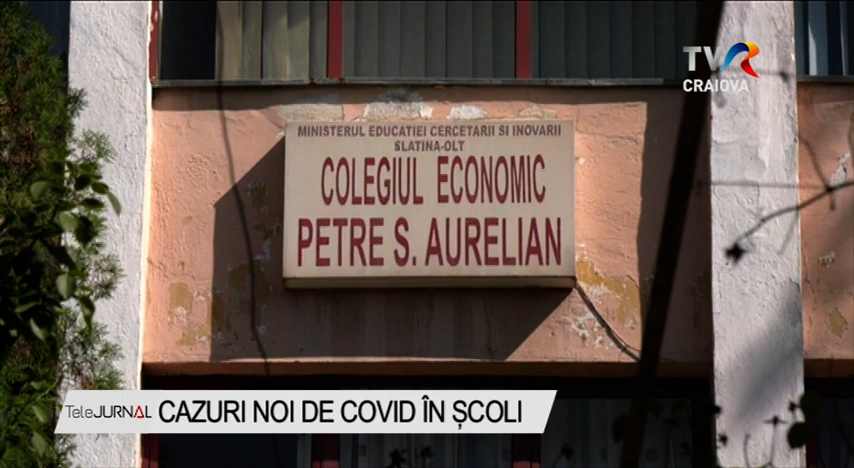 TVR
CRAIOVA
MINISTERUL EDUCATIEI CERCETARII SI INOVARII
SLATINA-OLT
COLEGIUL ECONOMIC
PETRE S. AURELIAN
TeleJURNAL CAZURI NOI DE COVID ÎN ȘCOLI